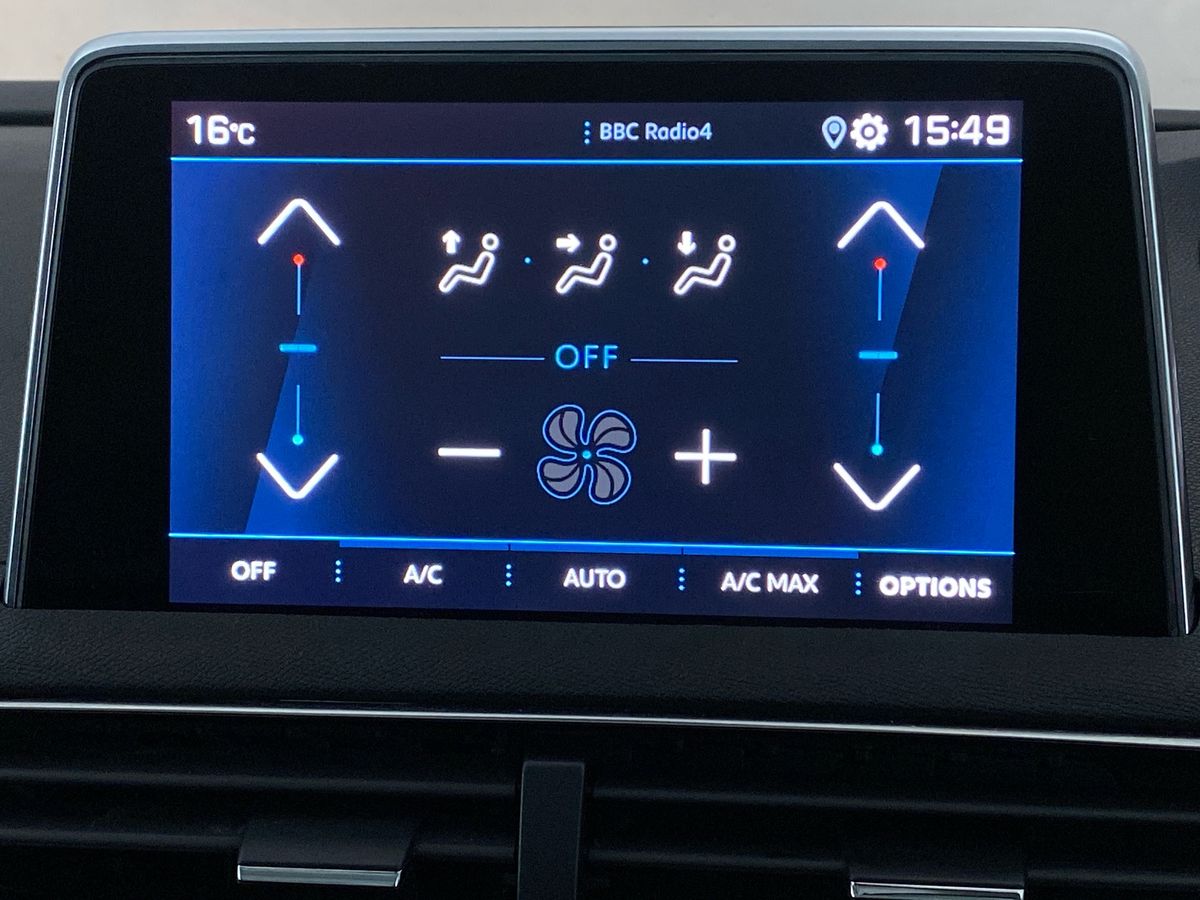 16°C BBC Radio4 15:49
OFF
OFF A/C AUTO A/C MAX OPTIONS